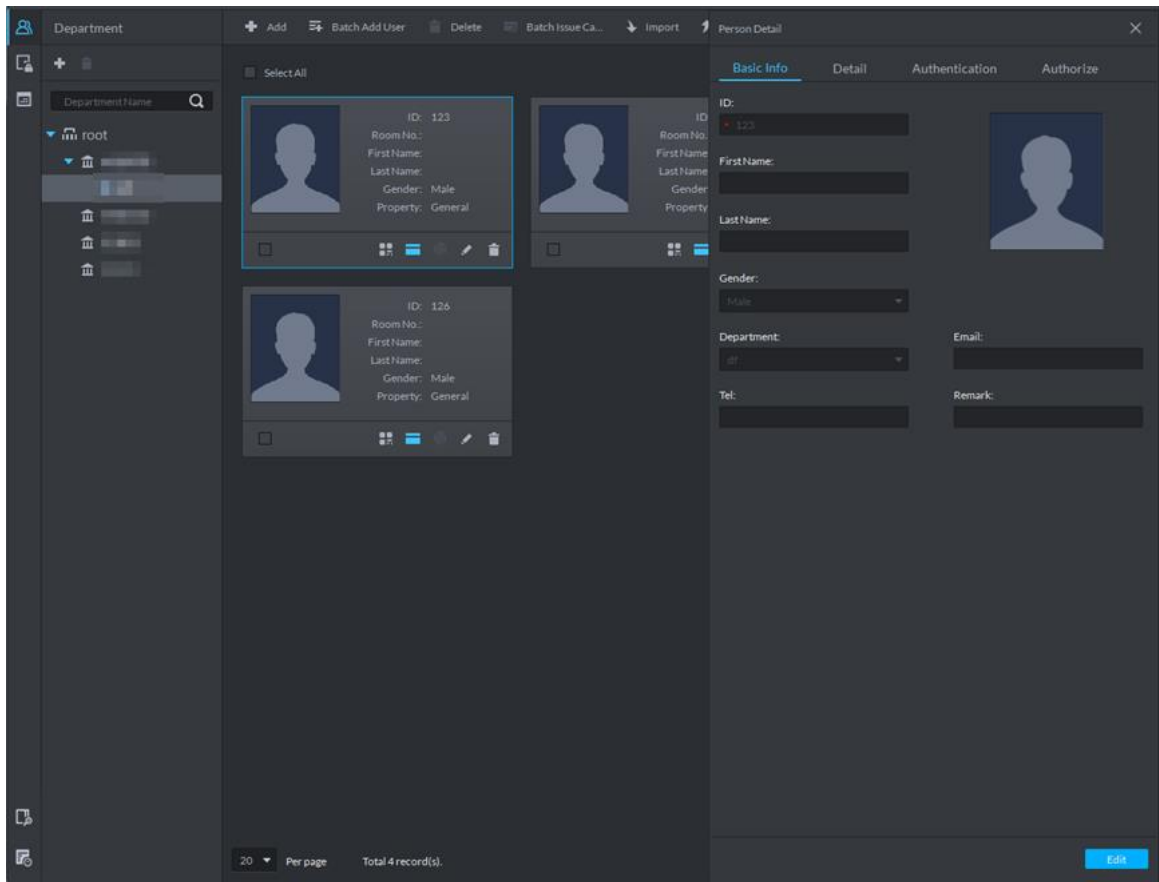 Department
Add
Batch Add User
Delete
Batch Issue Ca...
Import
Person Detail
Select All
Department Name
root
ID: 123
Room No.:
First Name:
Last Name:
Gender: Male
Property: General
ID
Room No.
First Name
Last Name
Gender
Property
ID: 126
Room No.:
First Name:
Last Name:
Gender: Male
Property: General
20
Per page
Total 4 record(s).
Basic Info
Detail
Authentication
Authorize
ID:
* 123
First Name:
Last Name:
Gender:
Male
Department:
Email:
df
Tel:
Remark:
Edit